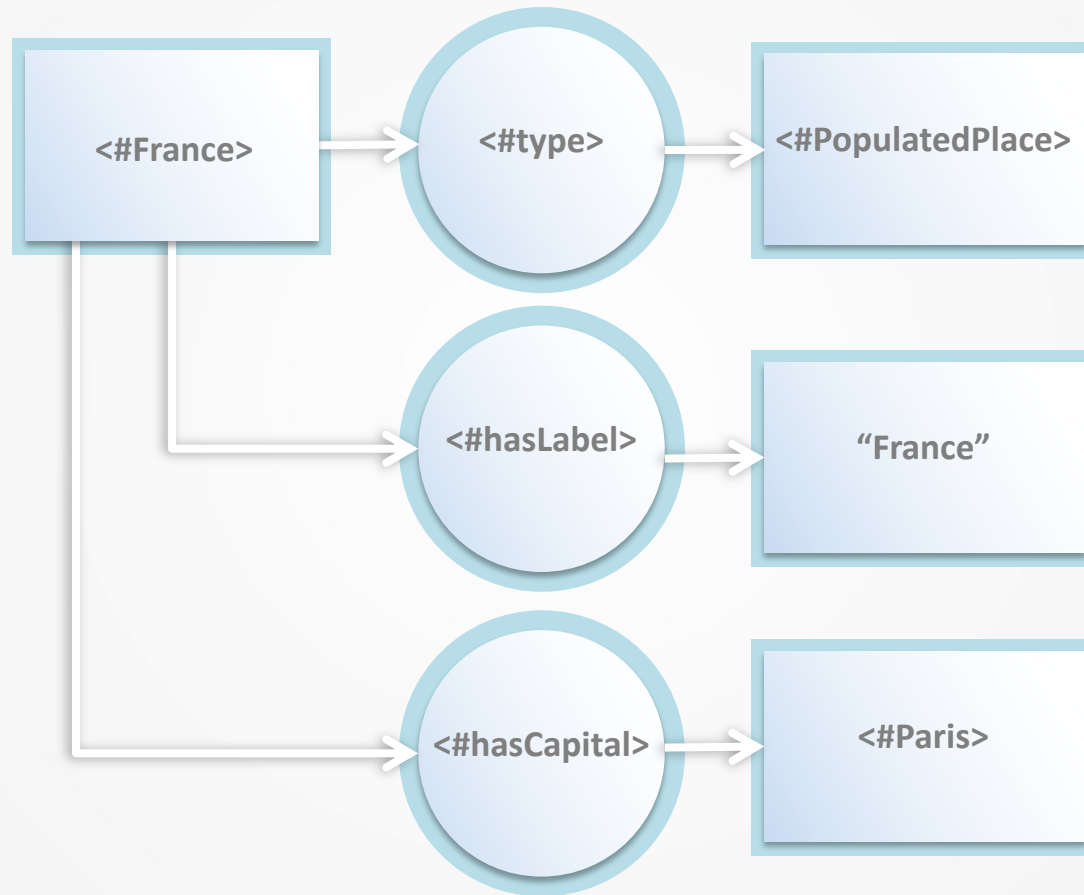 <#France>
<#type>
<#PopulatedPlace>
<#hasLabel>
“France”
<#hasCapital>
<#Paris>